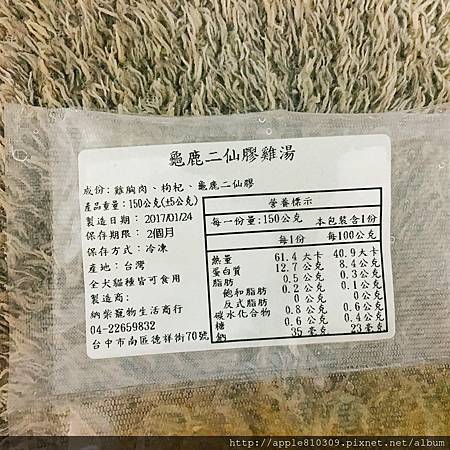 龜鹿二仙膠雞湯
成份:雞胸肉、枸杞、龜鹿二仙膠
產品重量:150公克(±5公克)
製造日期: 2017/01/24
保存期限: 2個月
保存方式:冷凍
產地:台灣
全犬貓種皆可食用
製造商:
納柴寵物生活商行
04-22659832
台中市南區德祥街70號
營養標示
每一份量:150公克 本包裝含1份
每1份 每100公克
熱量 61.4 大卡 40.9大卡
蛋白質 12.7 公克 8.4 公克
脂肪 0.5 公克 0.3 公克
飽和脂肪 0.2 公克 0.1 公克
反式脂肪 0 公克 0 公克
碳水化合物 0.8 公克 0.6 公克
糖 0.6 公克 0.4 公克
鈉 35 毫克 23 毫克
http://apple810309.pixnet.net/album